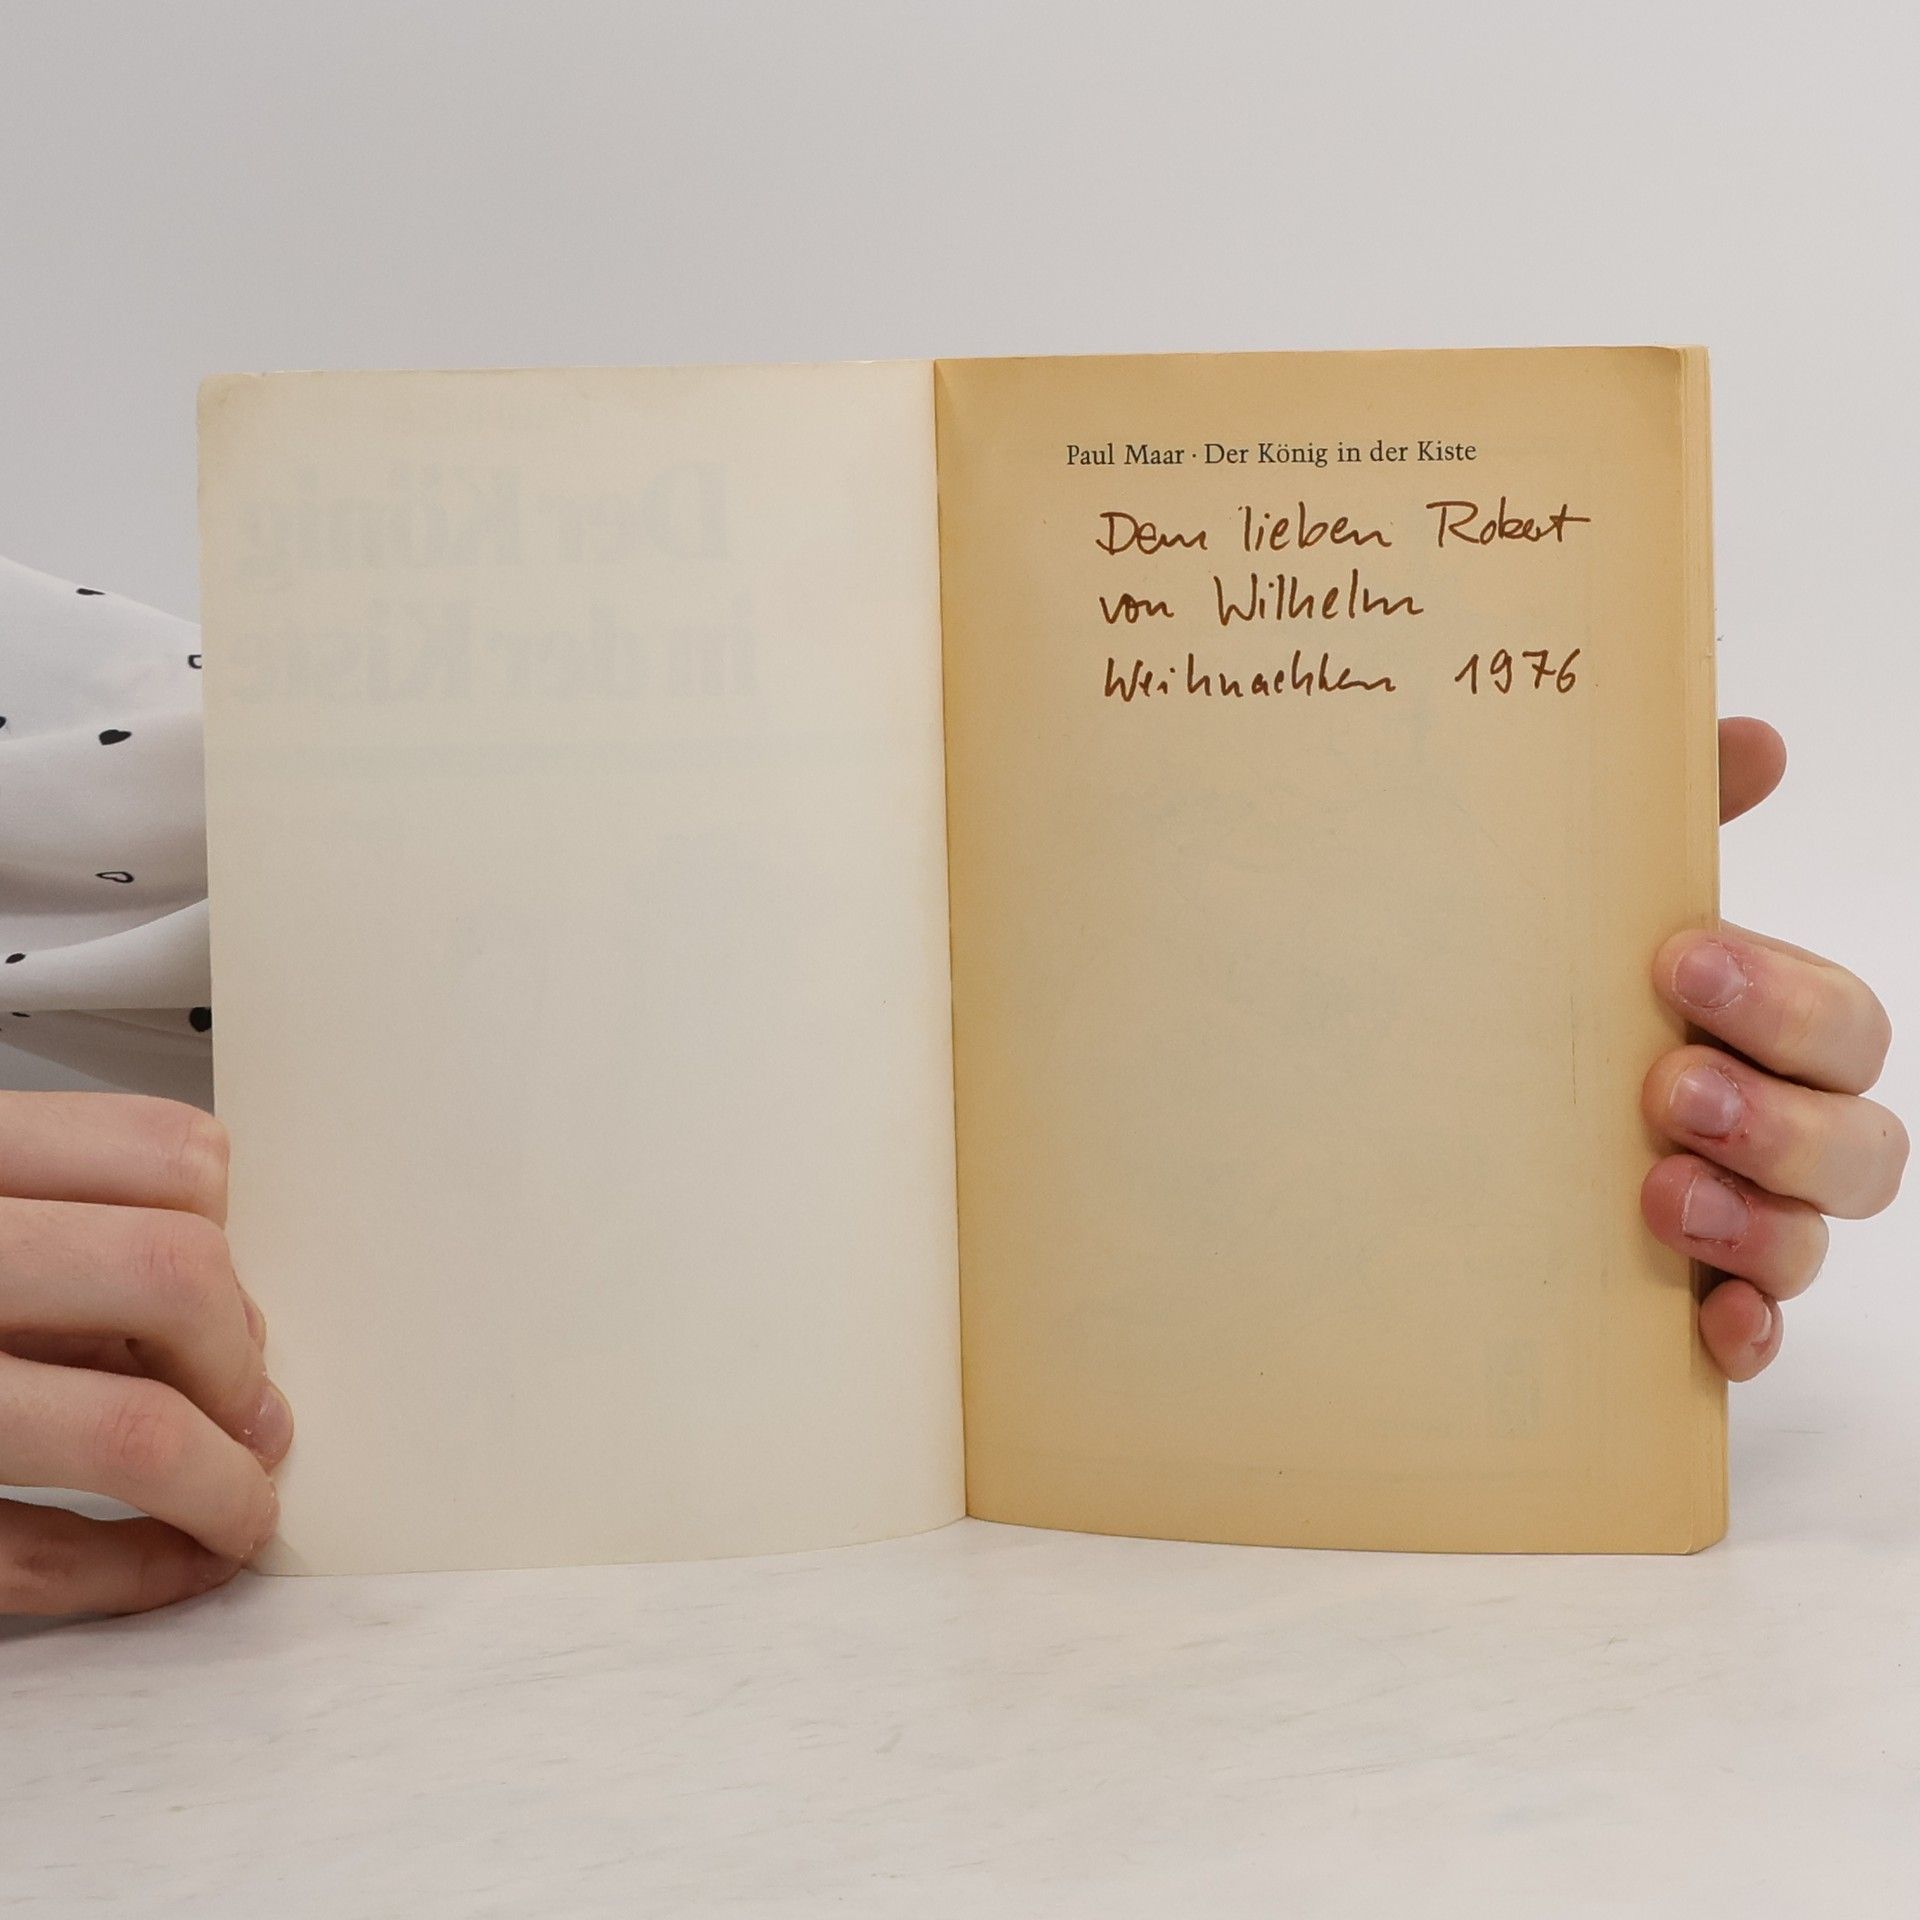 Paul Maar · Der König in der Kiste
Dem lieben Robert
von Wilhelm
Weihnachten 1976